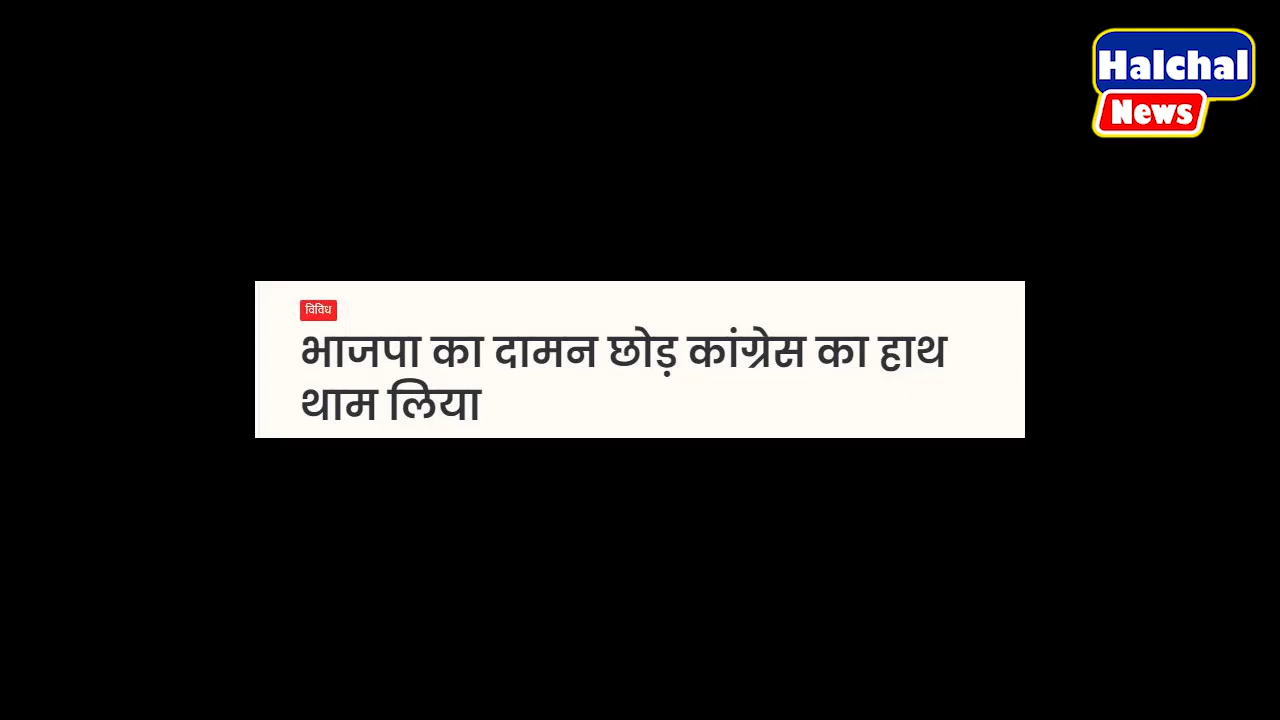 Halchal
News
विविध
भाजपा का दामन छोड़ कांग्रेस का हाथ
थाम लिया